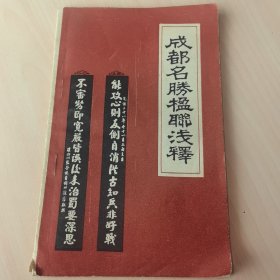 成都名勝楹聯浅釋
能攻心則反側自消從古知兵非好戰
不審勢即寬嚴皆誤後來治蜀要深思